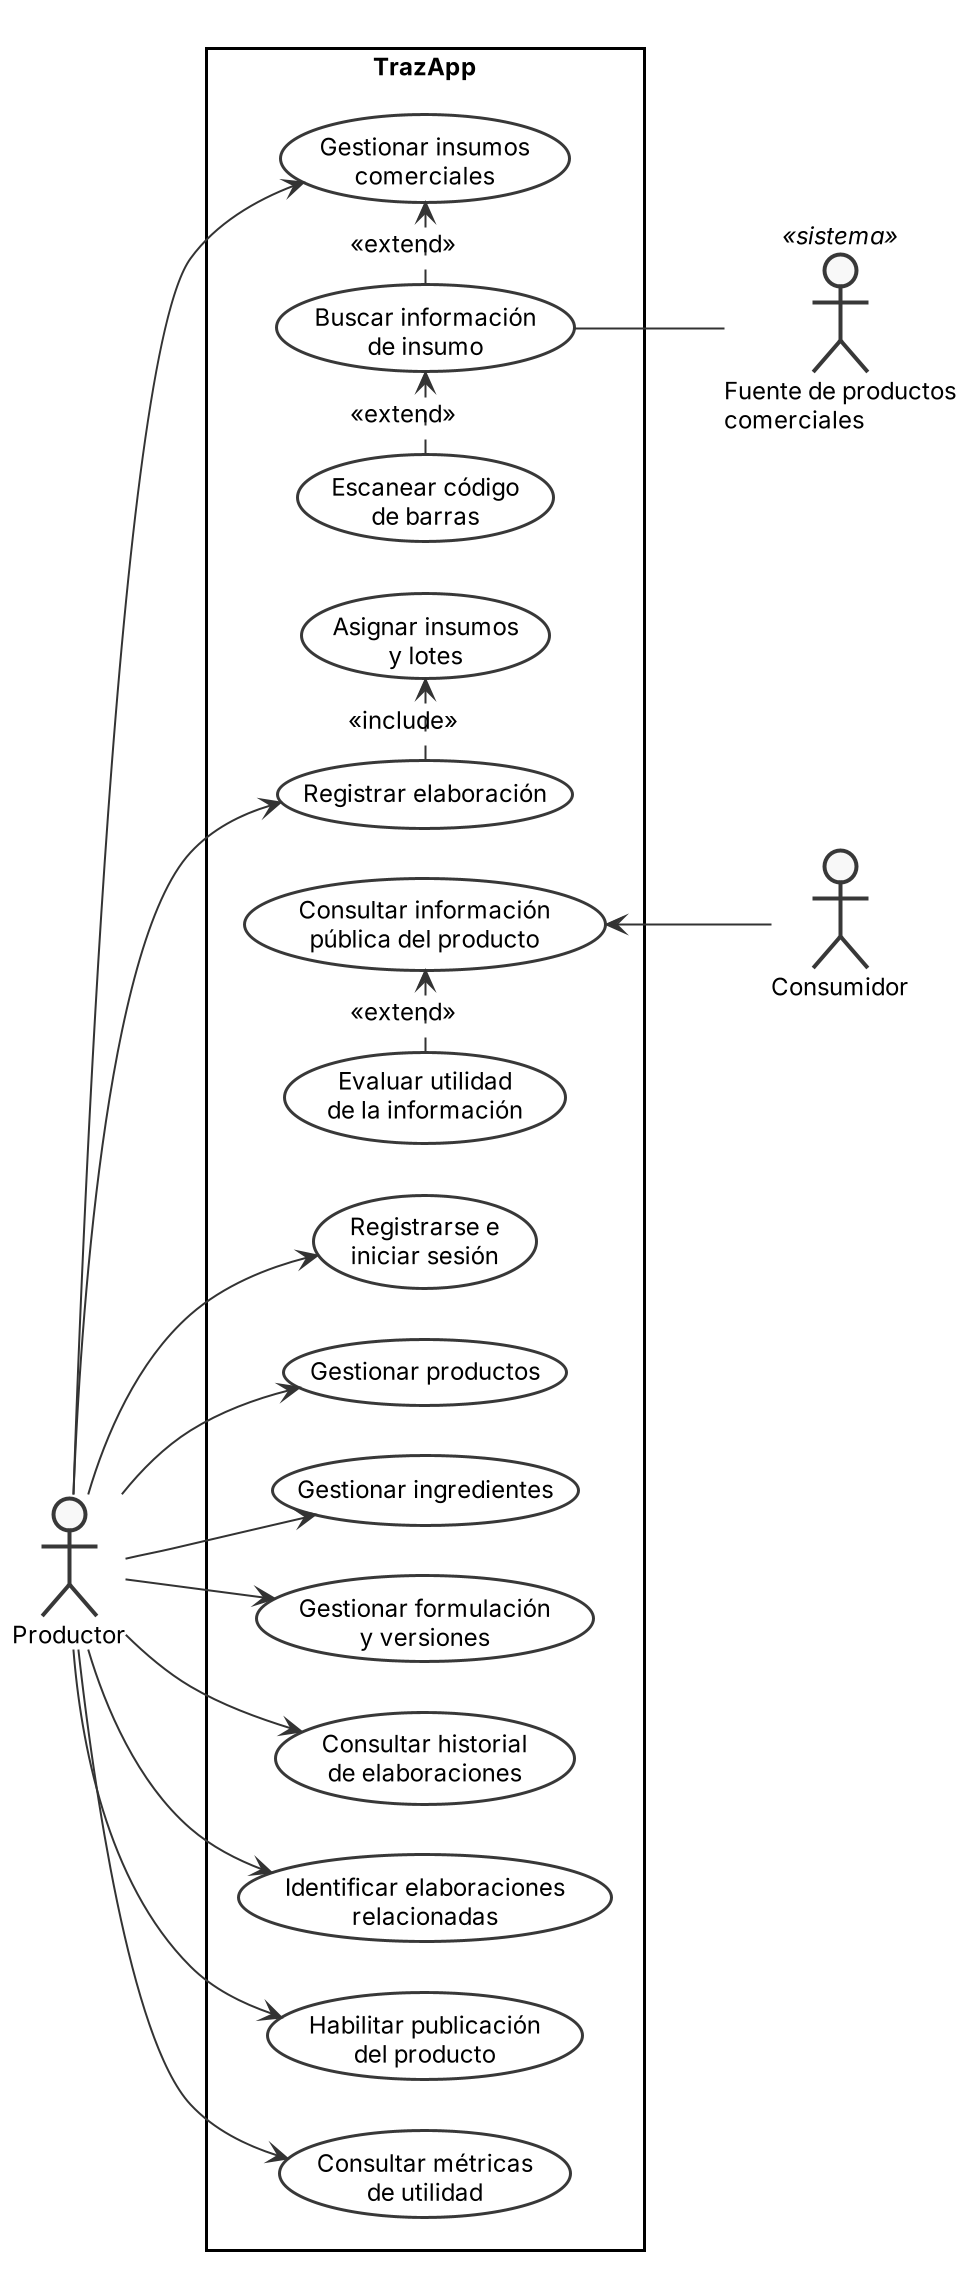 TrazApp
Gestionar insumos
comerciales
«extend»
«sistema»
Buscar información
de insumo
Fuente de productos
comerciales
«extend»
Escanear código
de barras
Asignar insumos
y lotes
«include»
Registrar elaboración
Consultar información
pública del producto
Consumidor
«extend»
Evaluar utilidad
de la información
Registrarse e
iniciar sesión
Gestionar productos
Gestionar ingredientes
Gestionar formulación
y versiones
Productor
Consultar historial
de elaboraciones
Identificar elaboraciones
relacionadas
Habilitar publicación
del producto
Consultar métricas
de utilidad